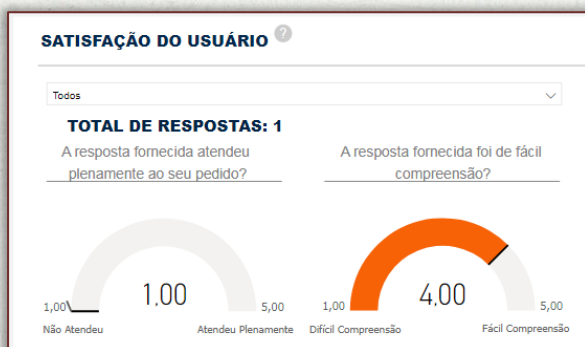 SATISFAÇÃO DO USUÁRIO ?
Todos
TOTAL DE RESPOSTAS: 1
A resposta fornecida atendeu
plenamente ao seu pedido?
1,00
1,00
5,00
Não Atendeu
Atendeu Plenamente
A resposta fornecida foi de fácil
compreensão?
4,00
1,00
5,00
Difícil Compreensão
Fácil Compreensão